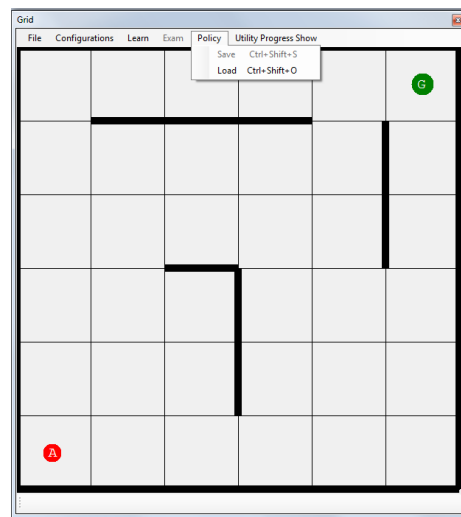 Grid
File Configurations Learn Exam Policy Utility Progress Show
Save Ctrl+Shift+S
Load Ctrl+Shift+O
G
A